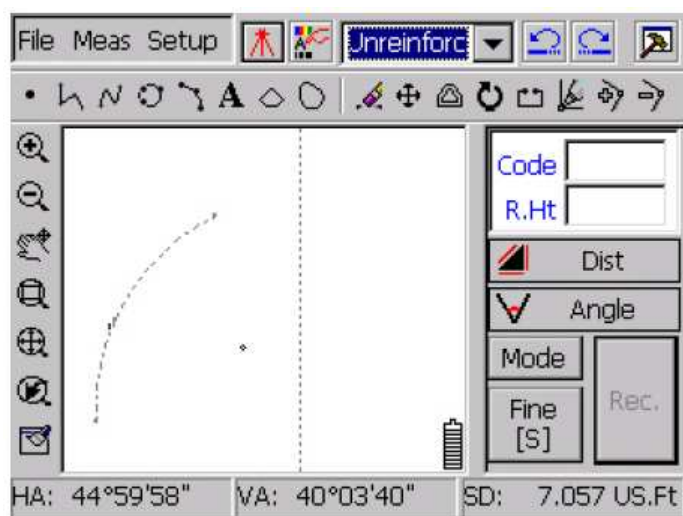 File Meas Setup Unreinforc
A
Code
R.Ht
Dist
Angle
Mode
Fine
[S]
Rec.
HA: 44°59'58" VA: 40°03'40" SD: 7.057 US.Ft